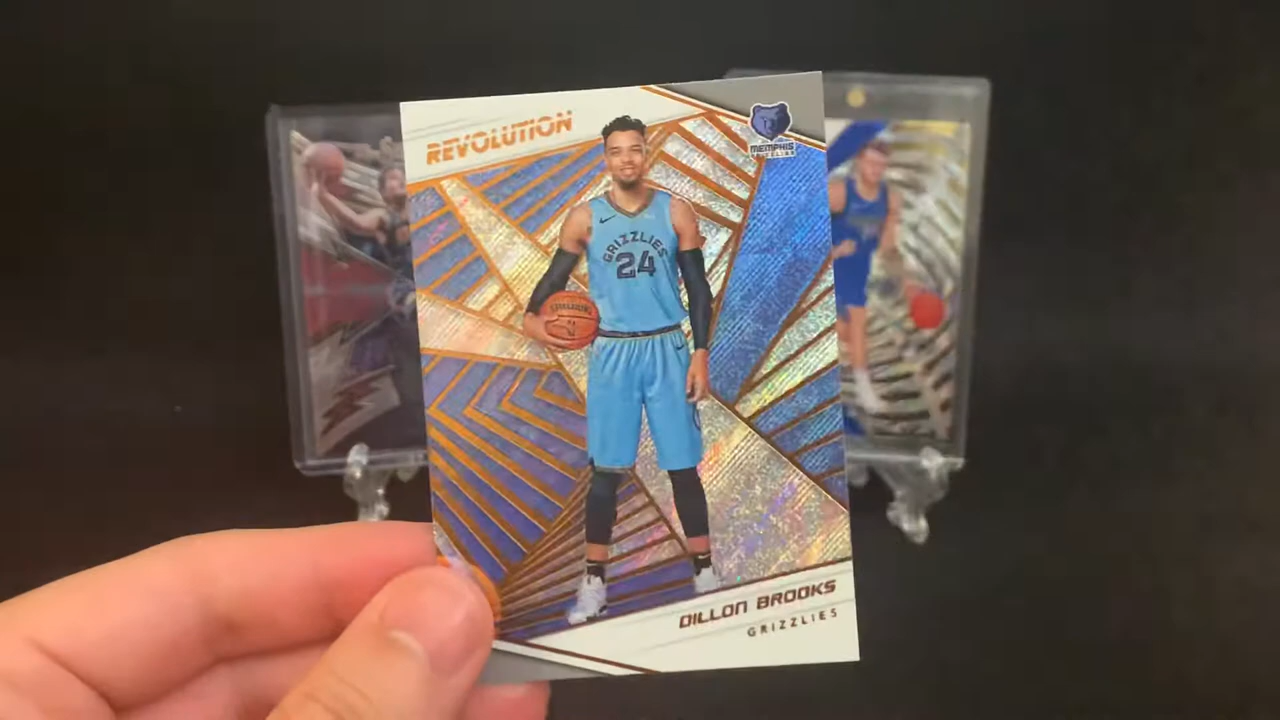 REVOLUTION
MEMPHIS
GRIZZLIES
24
DILLON BROOKS
GRIZZLIES